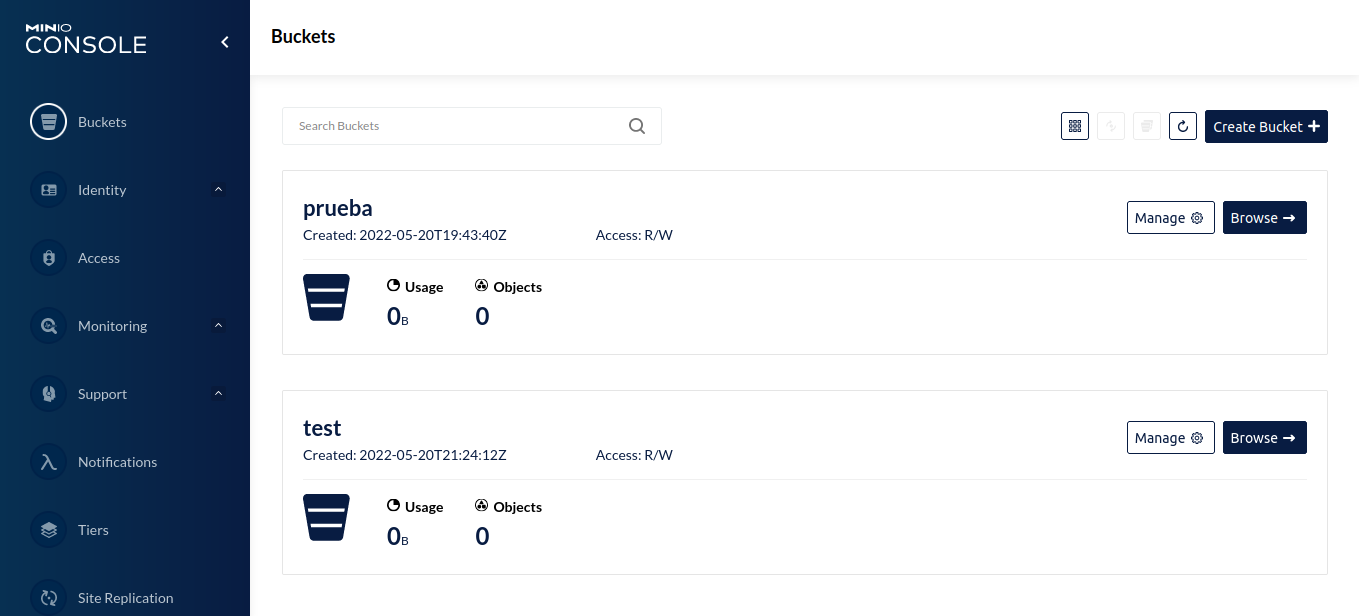 MINIO
CONSOLE
Buckets
Identity
Access
Monitoring
Support
Notifications
Tiers
Site Replication
Buckets
Search Buckets
Create Bucket
prueba
Created: 2022-05-20T19:43:40Z Access: R/W
Manage Browse
Usage Objects
0B 0
test
Created: 2022-05-20T21:24:12Z Access: R/W
Manage Browse
Usage Objects
0B 0